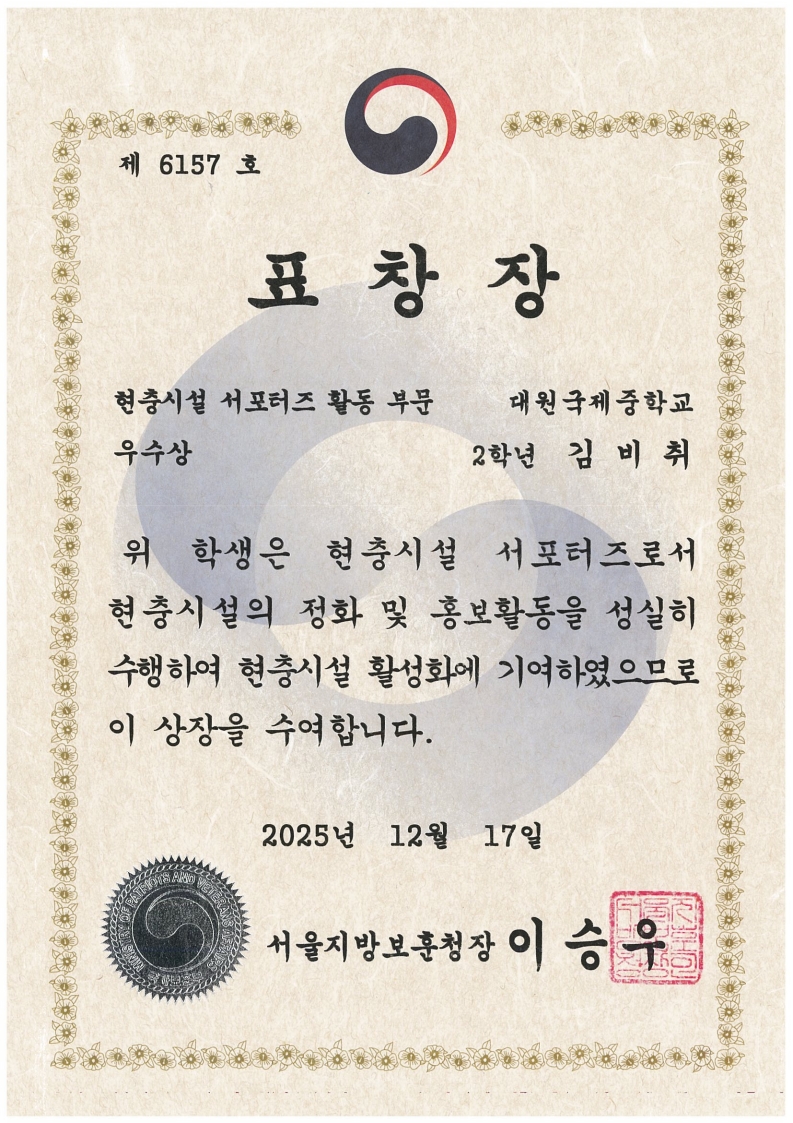 제 6157 호
표 창 장
현충시설 서포터즈 활동 부문 대원국제중학교
우수상 2학년 김 비 취
위 학생은 현충시설 서포터즈로서
현충시설의 정화 및 홍보활동을 성실히
수행하여 현충시설 활성화에 기여하였으므로
이 상장을 수여합니다.
2025년 12월 17일
MINISTRY OF PATRIOTS AND VETERANS AFFAIRS
서울지방보훈청장 이 승 우